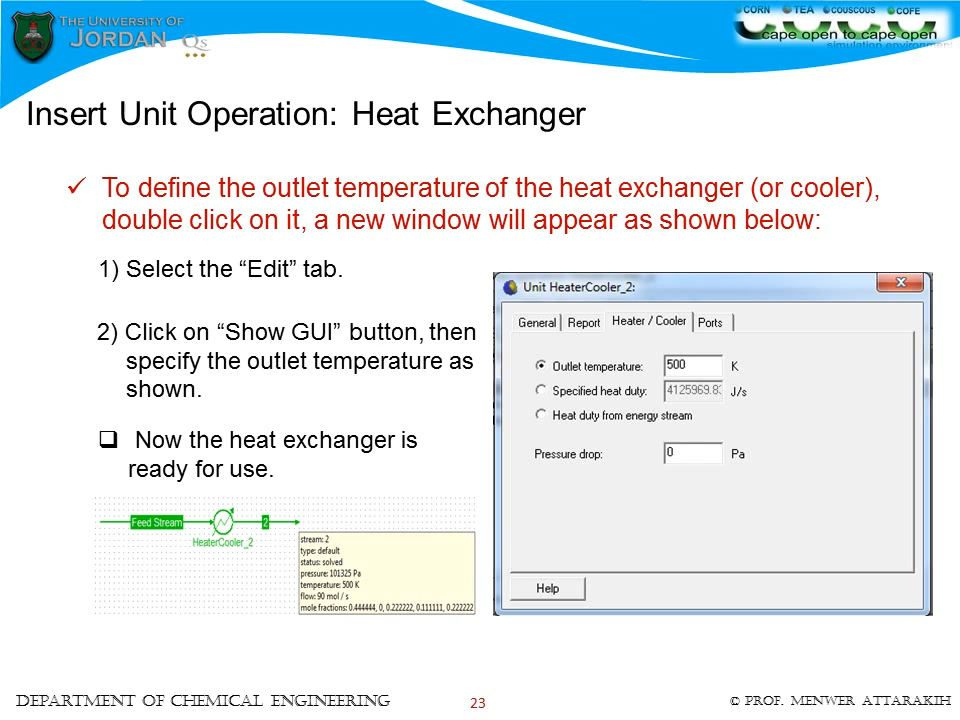 THE UNIVERSITY OF
JORDAN
QS
CORN TEA COUSCOUS COFE
cape open to cape open
simulation environment
Insert Unit Operation: Heat Exchanger
✓ To define the outlet temperature of the heat exchanger (or cooler),
double click on it, a new window will appear as shown below:
1) Select the “Edit” tab.
2) Click on “Show GUI” button, then
specify the outlet temperature as
shown.
❑ Now the heat exchanger is
ready for use.
Feed Stream
2
HeaterCooler_2
stream: 2
type: default
status: solved
pressure: 101325 Pa
temperature: 500 K
flow: 90 mol / s
mole fractions: 0.444444, 0, 0.222222, 0.111111, 0.222222
Unit HeaterCooler_2:
General Report Heater / Cooler Ports
Outlet temperature: 500 K
Specified heat duty: 4125969.83 J/s
Heat duty from energy stream
Pressure drop: 0 Pa
Help
DEPARTMENT OF CHEMICAL ENGINEERING
23
© PROF. MENWER ATTARAKIH